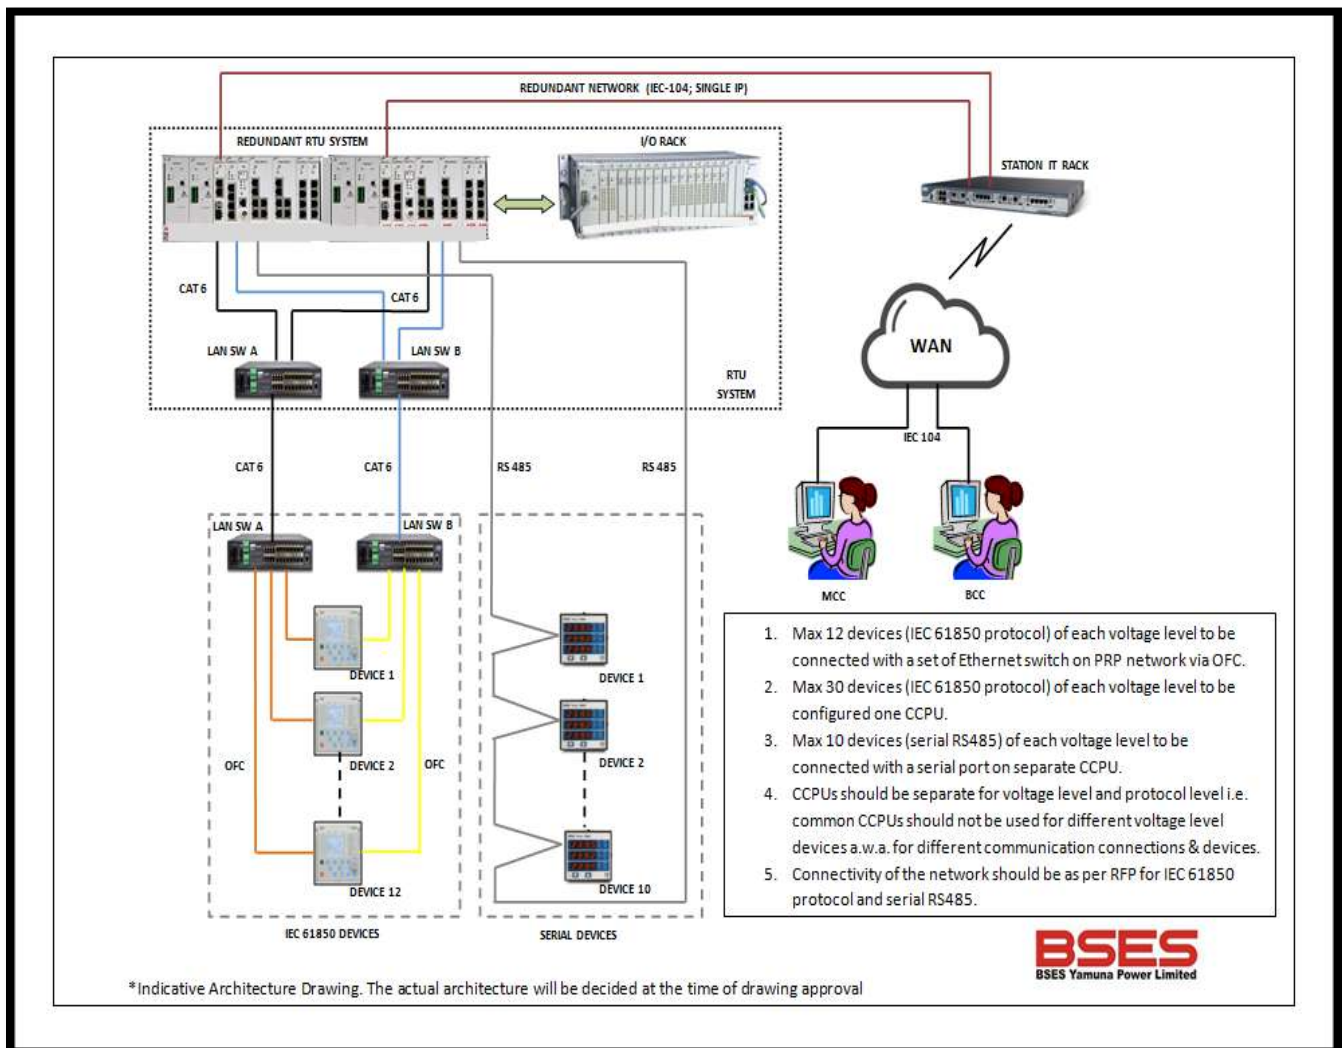 REDUNDANT NETWORK (IEC-104; SINGLE IP)
REDUNDANT RTU SYSTEM
I/O RACK
STATION IT RACK
CAT 6
CAT 6
LAN SW A
LAN SW B
RTU
SYSTEM
WAN
IEC 104
CAT 6
CAT 6
RS 485
RS 485
LAN SW A
LAN SW B
MCC
BCC
DEVICE 1
DEVICE 2
OFC
OFC
DEVICE 12
IEC 61850 DEVICES
DEVICE 1
DEVICE 2
DEVICE 10
SERIAL DEVICES
1. Max 12 devices (IEC 61850 protocol) of each voltage level to be
connected with a set of Ethernet switch on PRP network via OFC.
2. Max 30 devices (IEC 61850 protocol) of each voltage level to be
configured one CCPU.
3. Max 10 devices (serial RS485) of each voltage level to be
connected with a serial port on separate CCPU.
4. CCPUs should be separate for voltage level and protocol level i.e.
common CCPUs should not be used for different voltage level
devices a.w.a. for different communication connections & devices.
5. Connectivity of the network should be as per RFP for IEC 61850
protocol and serial RS485.
BSES
BSES Yamuna Power Limited
*Indicative Architecture Drawing. The actual architecture will be decided at the time of drawing approval